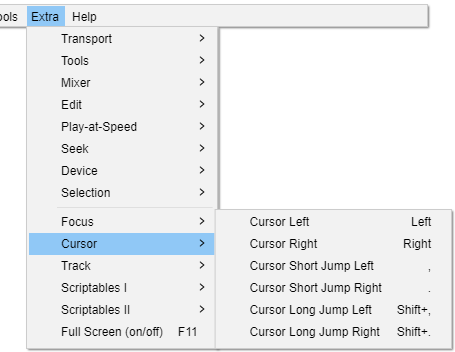 ools Extra Help
Transport >
Tools >
Mixer >
Edit >
Play-at-Speed >
Seek >
Device >
Selection >
Focus >
Cursor >
Track >
Scriptables I >
Scriptables II >
Full Screen (on/off) F11
Cursor Left Left
Cursor Right Right
Cursor Short Jump Left ,
Cursor Short Jump Right .
Cursor Long Jump Left Shift+,
Cursor Long Jump Right Shift+.